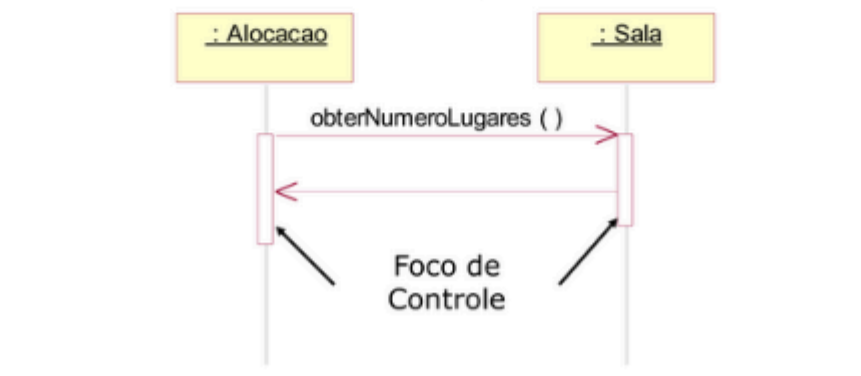 : Alocacao
: Sala
obterNumeroLugares ( )
Foco de
Controle